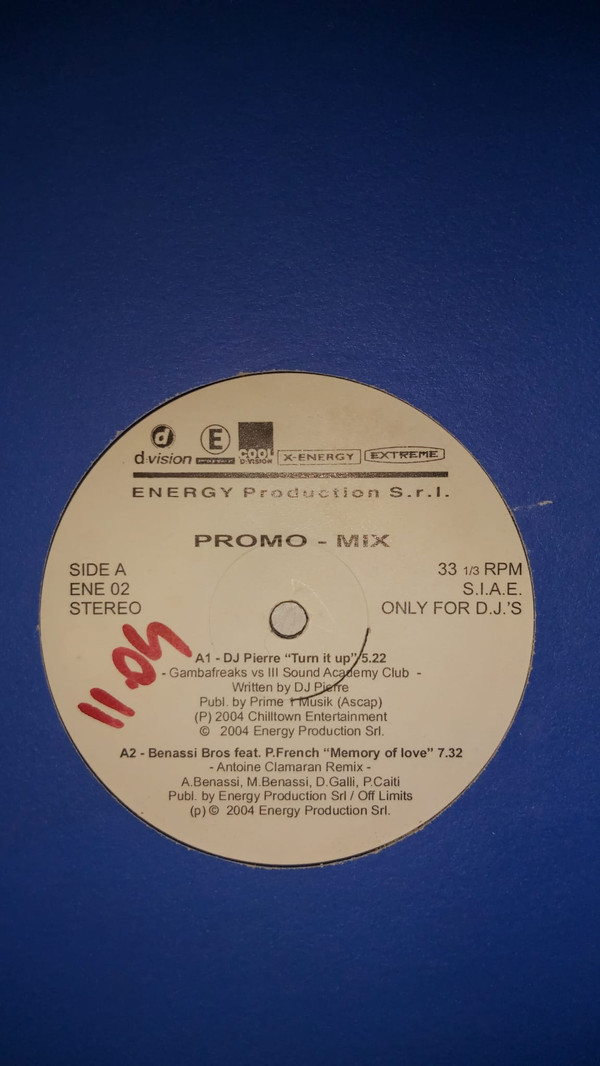 d
E
d:vision
COOL
D:VISION
X-ENERGY
EXTREME
ENERGY Production S.r.l.
PROMO - MIX
SIDE A
ENE 02
STEREO
33 1/3 RPM
S.I.A.E.
ONLY FOR D.J.'S
11.04
A1 - DJ Pierre “Turn it up” 5.22
- Gambafreaks vs III Sound Academy Club -
Written by DJ Pierre
Publ. by Prime t Musik (Ascap)
(P) 2004 Chilltown Entertainment
© 2004 Energy Production Srl.
A2 - Benassi Bros feat. P.French “Memory of love” 7.32
- Antoine Clamaran Remix -
A.Benassi, M.Benassi, D.Galli, P.Caiti
Publ. by Energy Production Srl / Off Limits
(p) © 2004 Energy Production Srl.